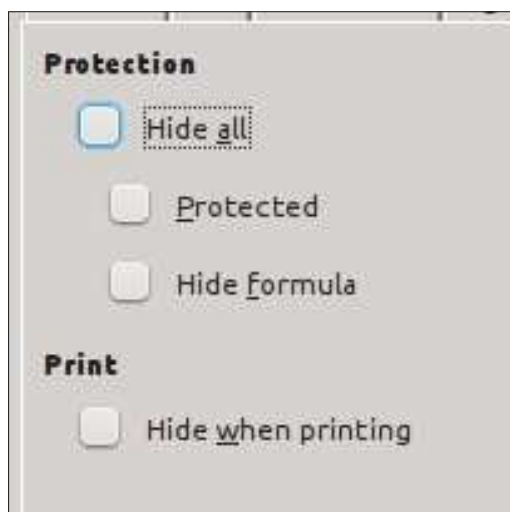 Protection
Hide all
Protected
Hide formula
Print
Hide when printing